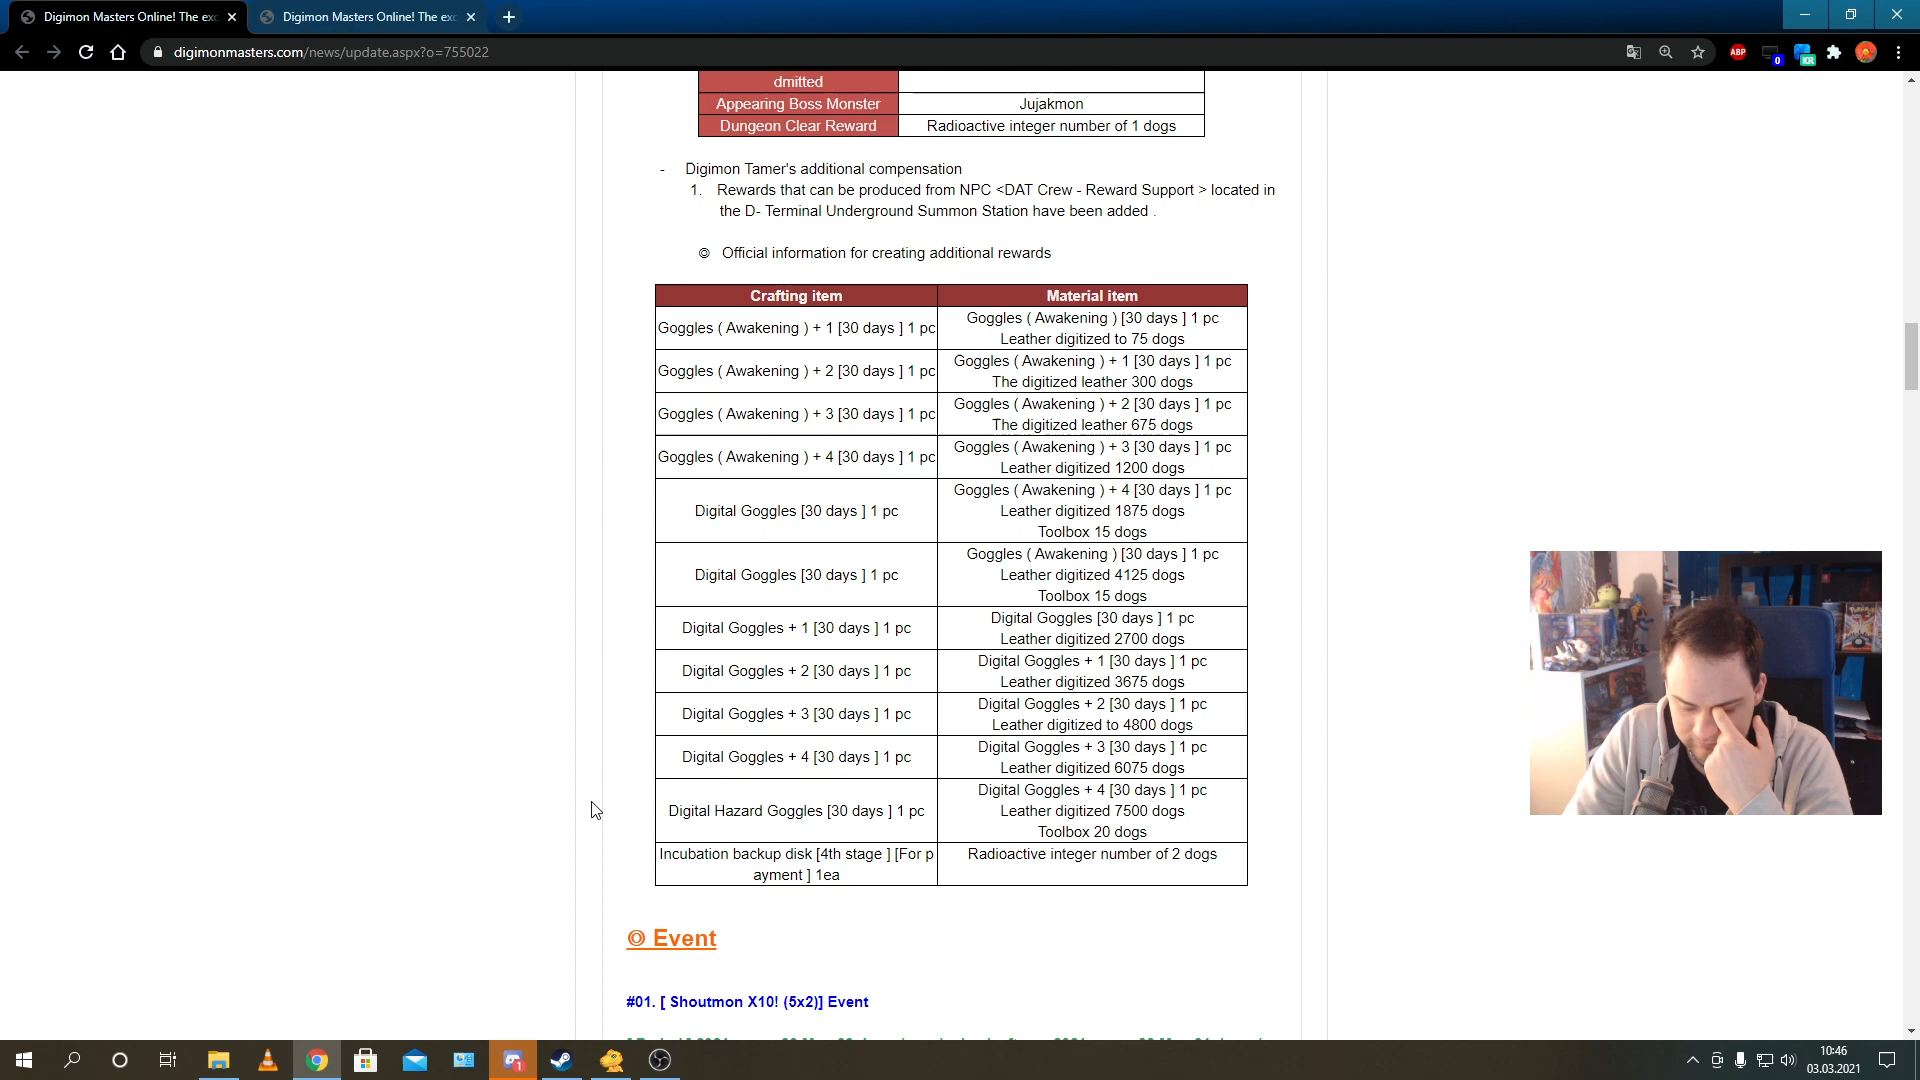 Digimon Masters Online! The exc
Digimon Masters Online! The exc
digimonmasters.com/news/update.aspx?o=755022
ABP
0
KR
dmitted
Appearing Boss Monster
Jujakmon
Dungeon Clear Reward
Radioactive integer number of 1 dogs
- Digimon Tamer's additional compensation
1. Rewards that can be produced from NPC <DAT Crew - Reward Support > located in
the D- Terminal Underground Summon Station have been added .
◎ Official information for creating additional rewards
Crafting item
Material item
Goggles ( Awakening ) + 1 [30 days ] 1 pc
Goggles ( Awakening ) [30 days ] 1 pc
Leather digitized to 75 dogs
Goggles ( Awakening ) + 2 [30 days ] 1 pc
Goggles ( Awakening ) + 1 [30 days ] 1 pc
The digitized leather 300 dogs
Goggles ( Awakening ) + 3 [30 days ] 1 pc
Goggles ( Awakening ) + 2 [30 days ] 1 pc
The digitized leather 675 dogs
Goggles ( Awakening ) + 4 [30 days ] 1 pc
Goggles ( Awakening ) + 3 [30 days ] 1 pc
Leather digitized 1200 dogs
Digital Goggles [30 days ] 1 pc
Goggles ( Awakening ) + 4 [30 days ] 1 pc
Leather digitized 1875 dogs
Toolbox 15 dogs
Digital Goggles [30 days ] 1 pc
Goggles ( Awakening ) [30 days ] 1 pc
Leather digitized 4125 dogs
Toolbox 15 dogs
Digital Goggles + 1 [30 days ] 1 pc
Digital Goggles [30 days ] 1 pc
Leather digitized 2700 dogs
Digital Goggles + 2 [30 days ] 1 pc
Digital Goggles + 1 [30 days ] 1 pc
Leather digitized 3675 dogs
Digital Goggles + 3 [30 days ] 1 pc
Digital Goggles + 2 [30 days ] 1 pc
Leather digitized to 4800 dogs
Digital Goggles + 4 [30 days ] 1 pc
Digital Goggles + 3 [30 days ] 1 pc
Leather digitized 6075 dogs
Digital Hazard Goggles [30 days ] 1 pc
Digital Goggles + 4 [30 days ] 1 pc
Leather digitized 7500 dogs
Toolbox 20 dogs
Incubation backup disk [4th stage ] [For p
ayment ] 1ea
Radioactive integer number of 2 dogs
◎ Event
#01. [ Shoutmon X10! (5x2)] Event
1
10:46
03.03.2021